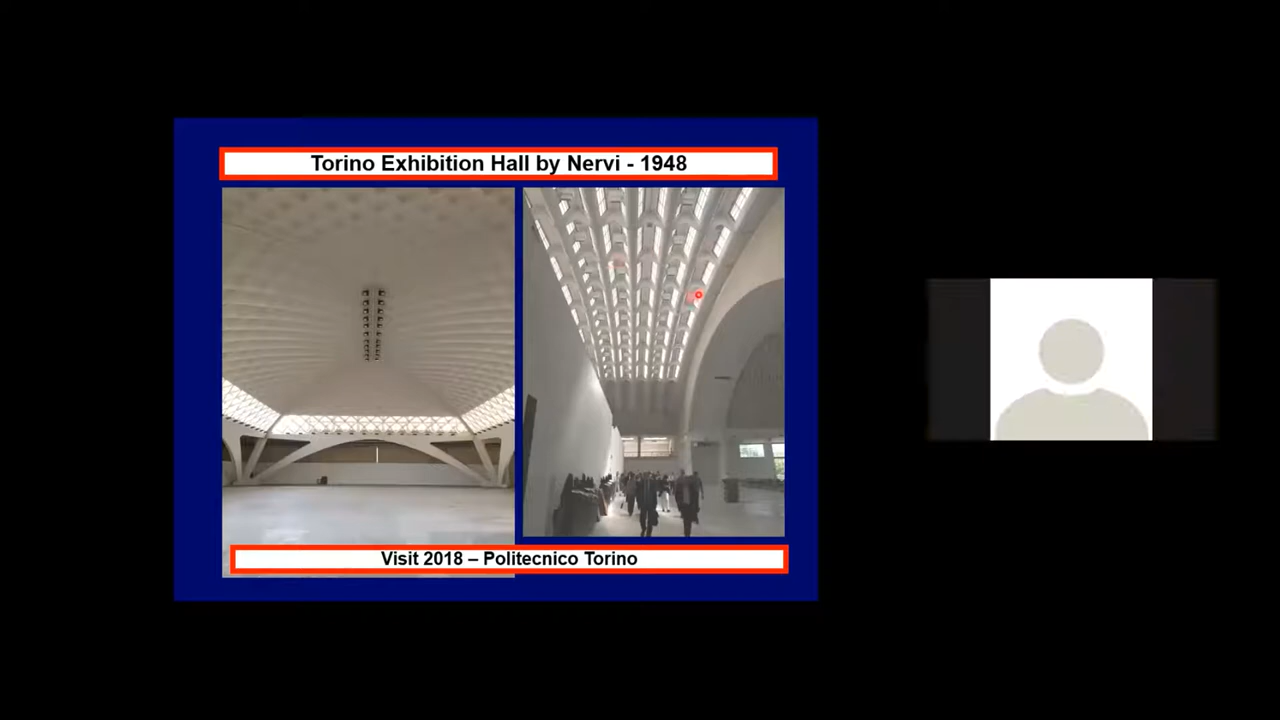 Torino Exhibition Hall by Nervi - 1948
Visit 2018 – Politecnico Torino